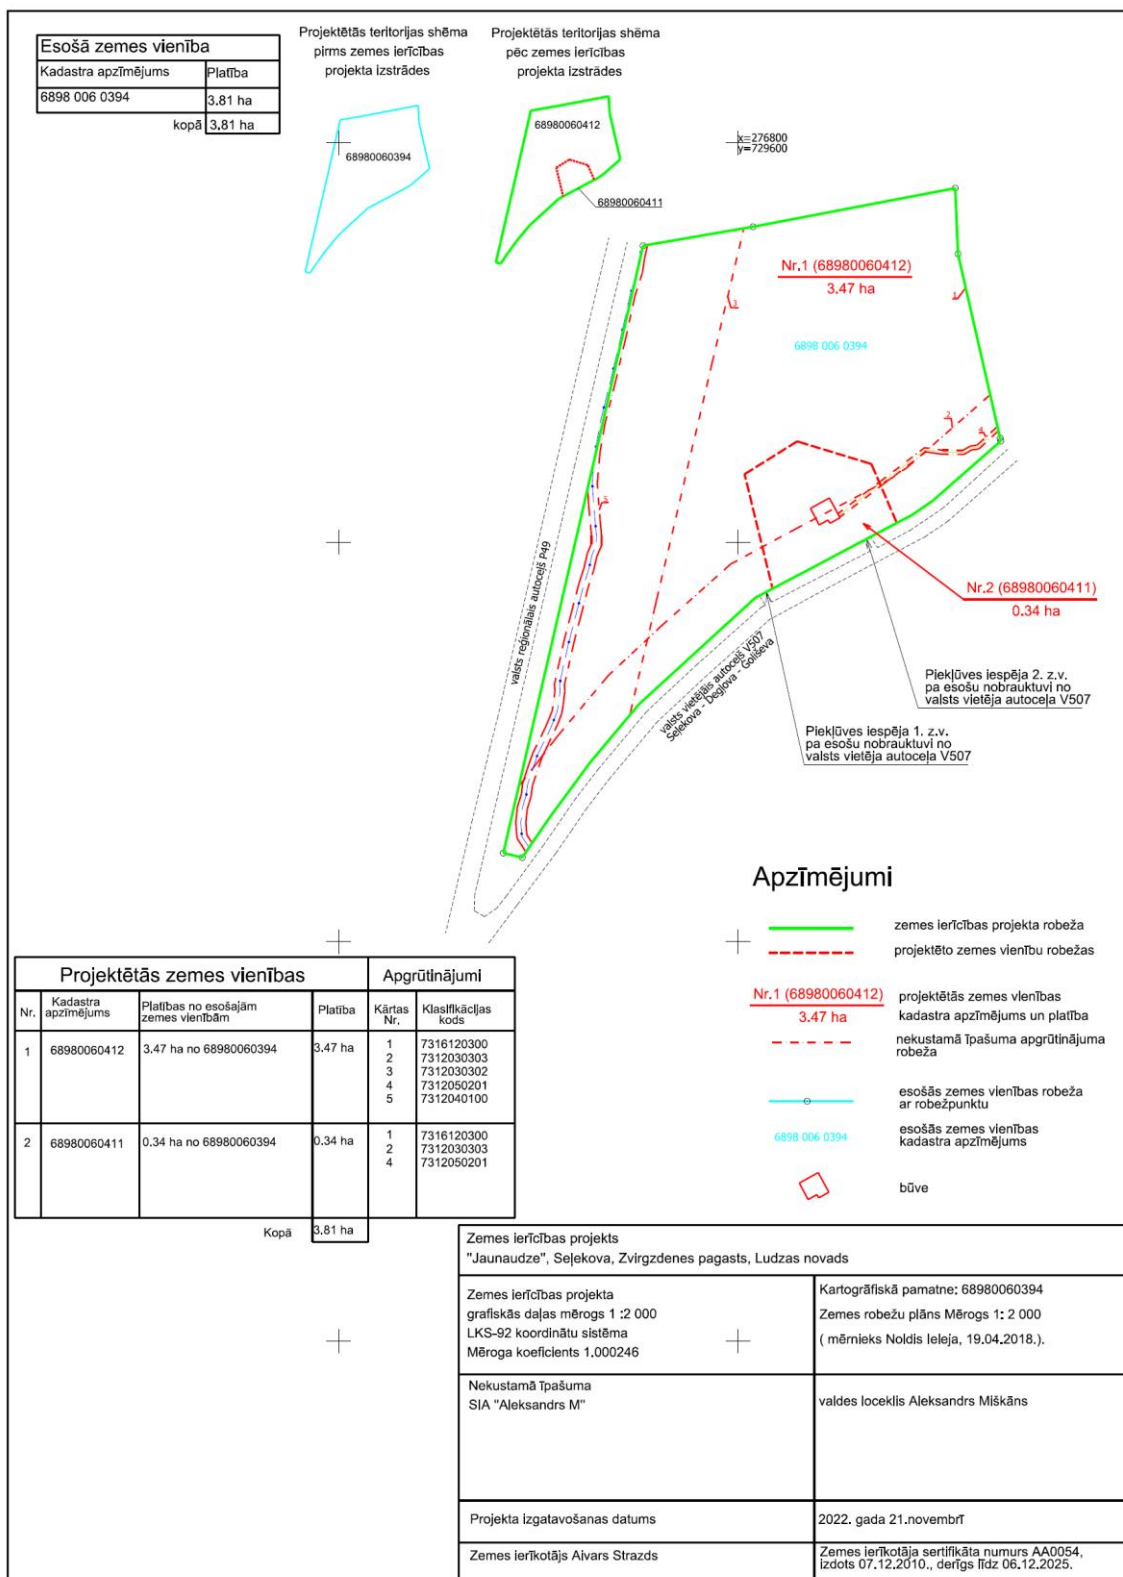 Esošā zemes vienība
Kadastra apzīmējums Platība
6898 006 0394 3.81 ha
kopā 3.81 ha
Projektētās teritorijas shēma
pirms zemes ierīcības
projekta izstrādes
68980060394
Projektētās teritorijas shēma
pēc zemes ierīcības
projekta izstrādes
68980060412
68980060411
x=276800
y=729600
Nr.1 (68980060412)
3.47 ha
6898 006 0394
1
3
2
4
5
valsts reģionālais autoceļš P49
valsts vietējais autoceļš V507
Seļekova - Degļova - Goliševa
Nr.2 (68980060411)
0.34 ha
Piekļūves iespēja 2. z.v.
pa esošu nobrauktuvi no
valsts vietēja autoceļa V507
Piekļūves iespēja 1. z.v.
pa esošu nobrauktuvi no
valsts vietēja autoceļa V507
Apzīmējumi
zemes ierīcības projekta robeža
projektēto zemes vienību robežas
Nr.1 (68980060412)
3.47 ha
projektētās zemes vienības
kadastra apzīmējums un platība
nekustamā īpašuma apgrūtinājuma
robeža
esošās zemes vienības robeža
ar robežpunktu
6898 006 0394
esošās zemes vienības
kadastra apzīmējums
būve
Projektētās zemes vienības Apgrūtinājumi
Nr. Kadastra apzīmējums Platības no esošajām zemes vienībām Platība Kārtas Nr. Klasifikācijas kods
1 68980060412 3.47 ha no 68980060394 3.47 ha 1 7316120300
2 7312030303
3 7312030302
4 7312050201
5 7312040100
2 68980060411 0.34 ha no 68980060394 0.34 ha 1 7316120300
2 7312030303
4 7312050201
Kopā 3.81 ha
Zemes ierīcības projekts
"Jaunaudze", Seļekova, Zvirgzdenes pagasts, Ludzas novads
Zemes ierīcības projekta
grafiskās daļas mērogs 1 :2 000
LKS-92 koordinātu sistēma
Mēroga koeficients 1.000246
Kartogrāfiskā pamatne: 68980060394
Zemes robežu plāns Mērogs 1: 2 000
( mērnieks Noldis Ieleja, 19.04.2018.).
Nekustamā īpašuma
SIA "Aleksandrs M"
valdes loceklis Aleksandrs Miškāns
Projekta izgatavošanas datums
2022. gada 21.novembrī
Zemes ierīkotājs Aivars Strazds
Zemes ierīkotāja sertifikāta numurs AA0054,
izdots 07.12.2010., derīgs līdz 06.12.2025.